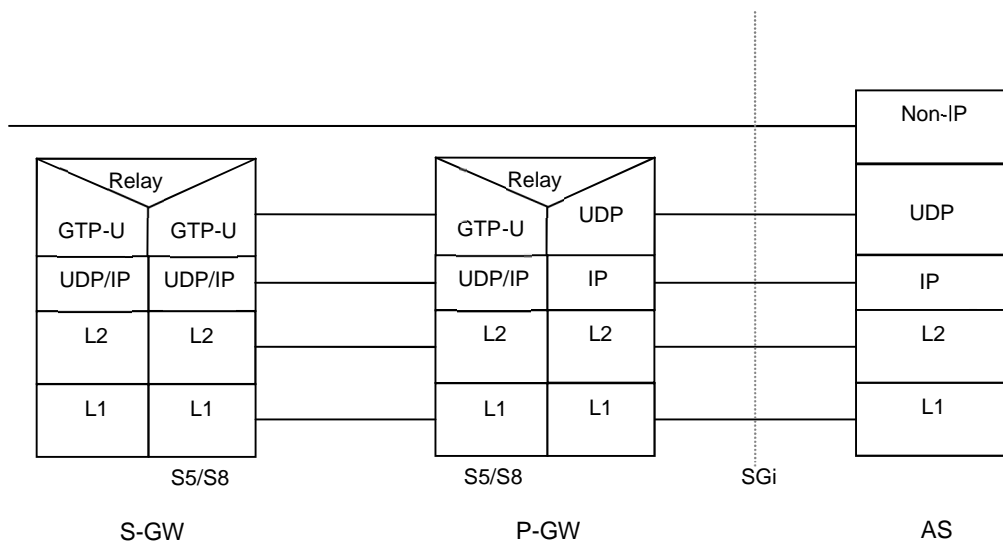 Non-IP
Relay Relay
GTP-U GTP-U GTP-U UDP UDP
UDP/IP UDP/IP UDP/IP IP IP
L2 L2 L2 L2 L2
L1 L1 L1 L1 L1
S5/S8 S5/S8 SGi
S-GW P-GW AS